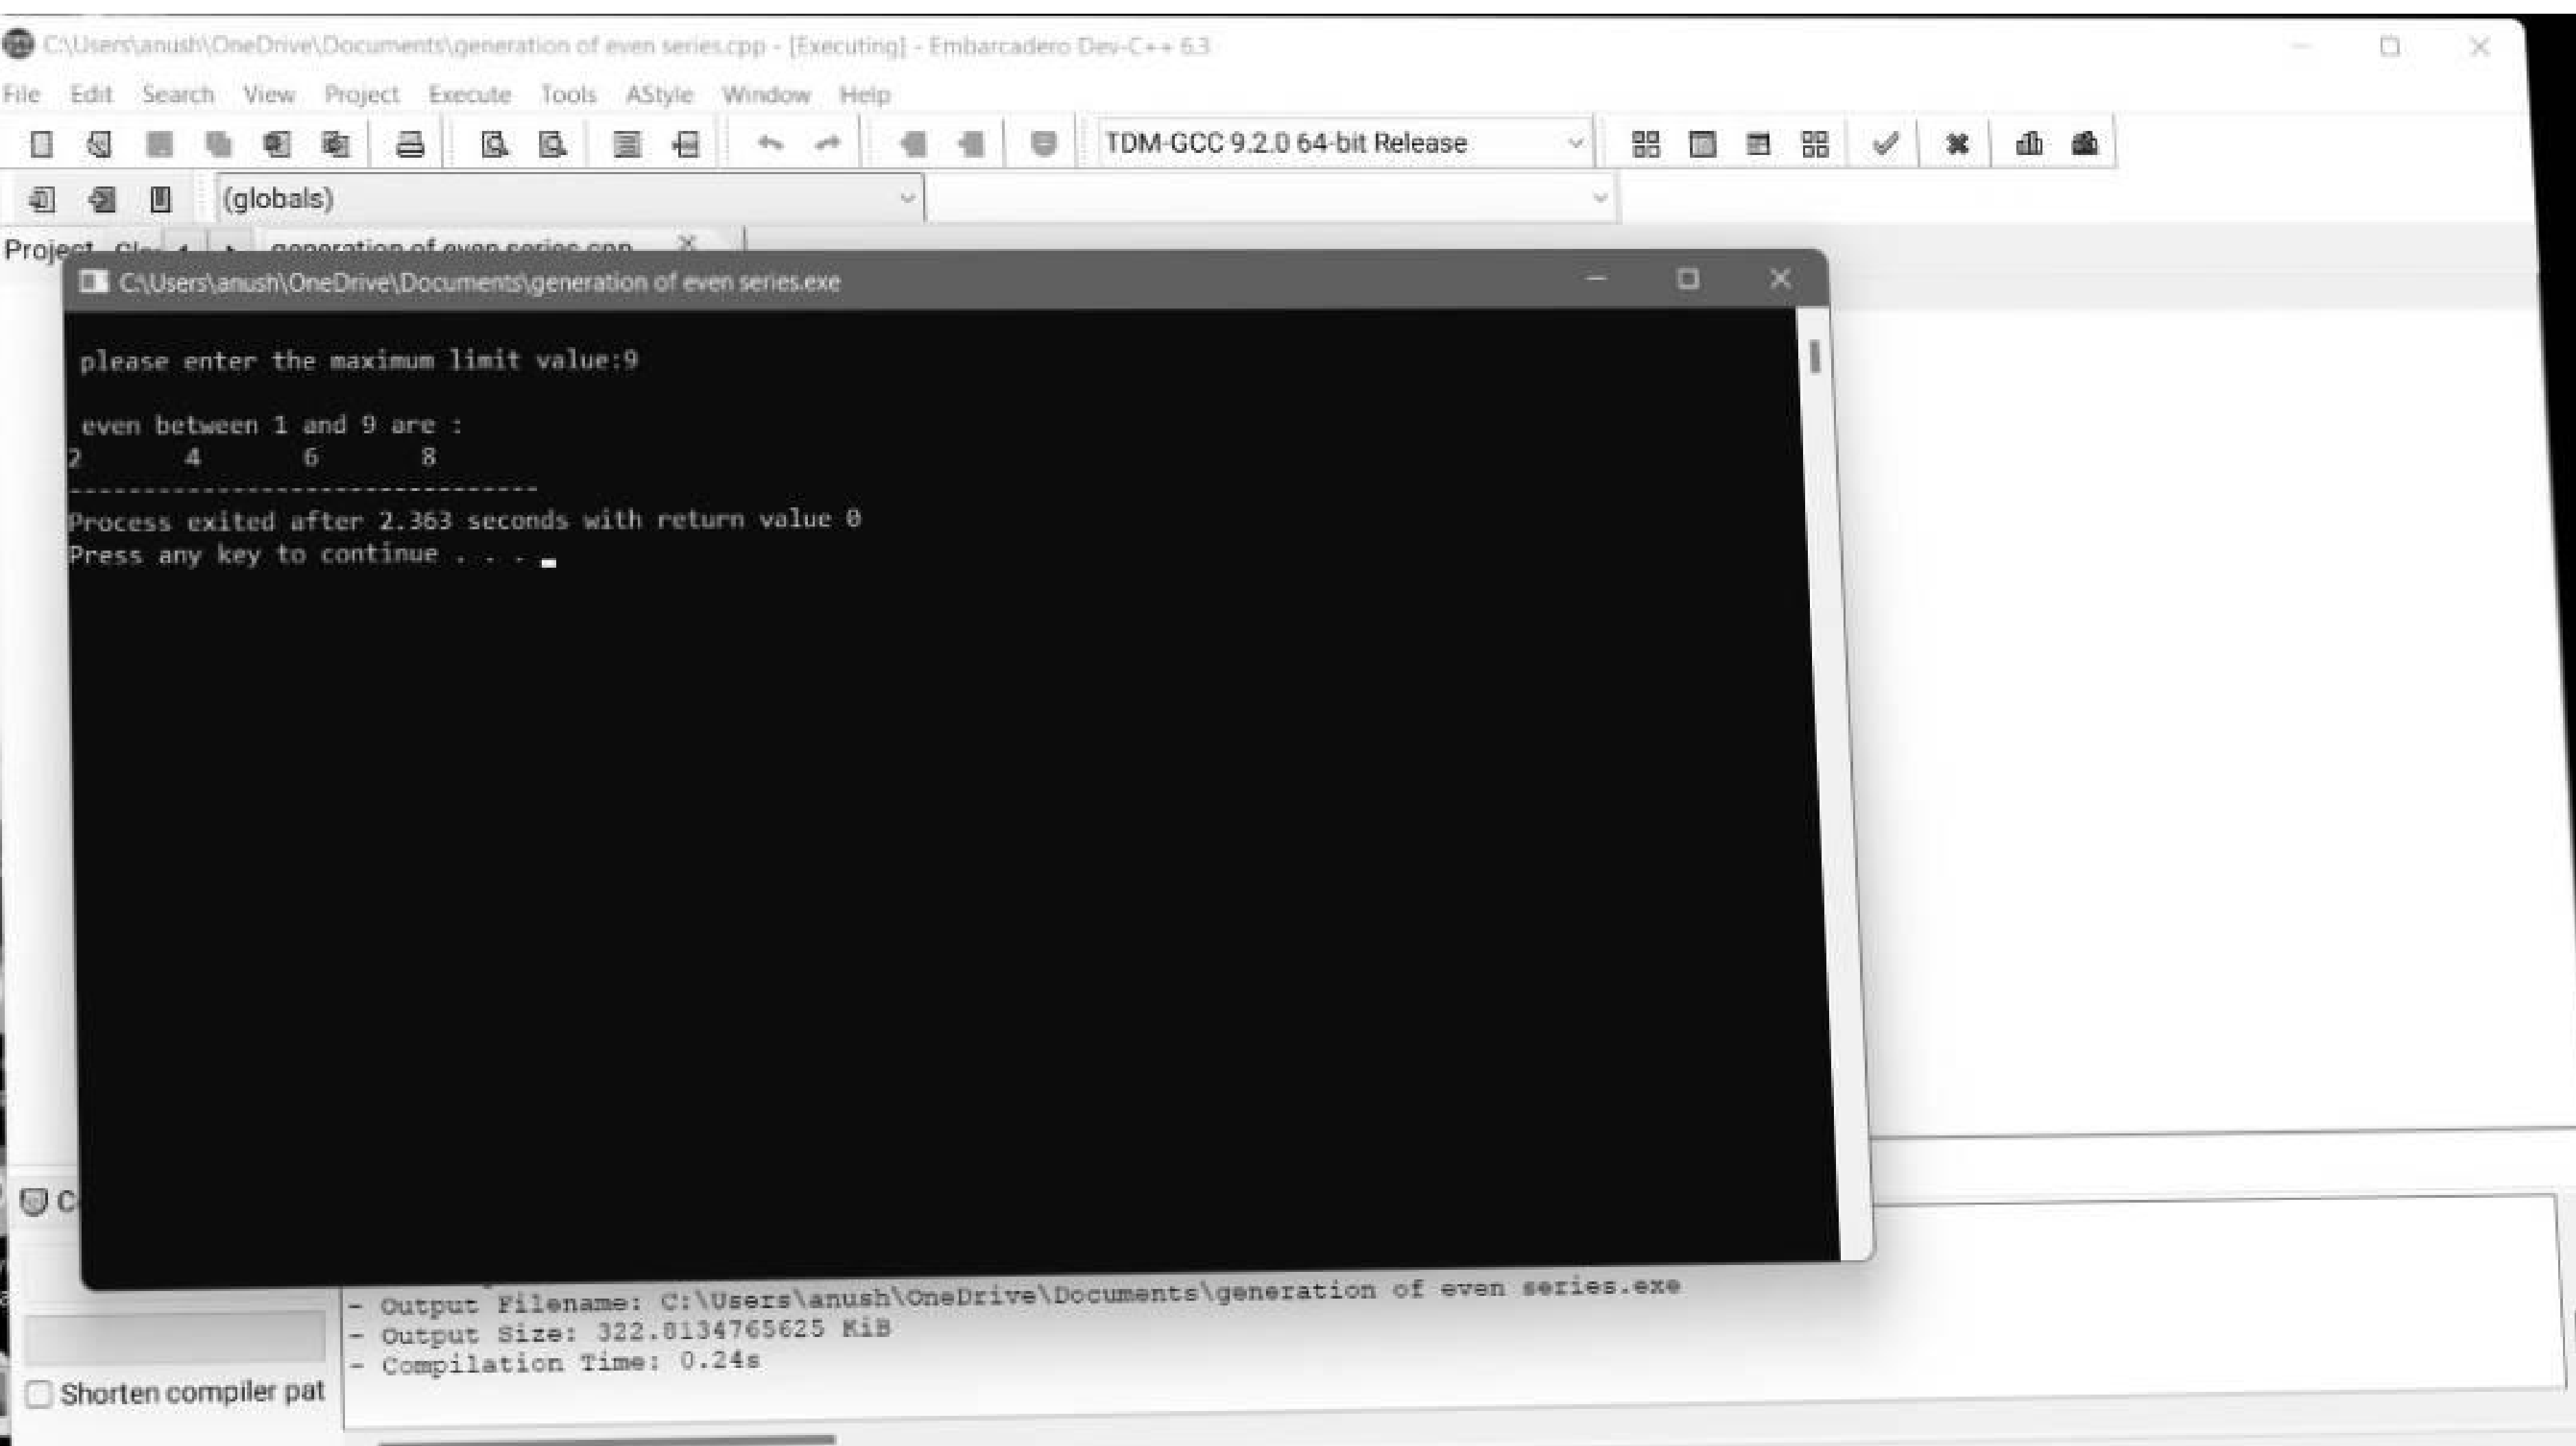 C:\Users\anush\OneDrive\Documents\generation of even series.cpp - [Executing] - Embarcadero Dev-C++ 6.3
File Edit Search View Project Execute Tools AStyle Window Help
TDM-GCC 9.2.0 64-bit Release
(globals)
Project generation of even series.cpp
C:\Users\anush\OneDrive\Documents\generation of even series.exe
please enter the maximum limit value:9
even between 1 and 9 are :
2 4 6 8
--------------------------------
Process exited after 2.363 seconds with return value 0
Press any key to continue . . .
- Output Filename: C:\Users\anush\OneDrive\Documents\generation of even series.exe
- Output Size: 322.8134765625 KiB
- Compilation Time: 0.24s
Shorten compiler pat